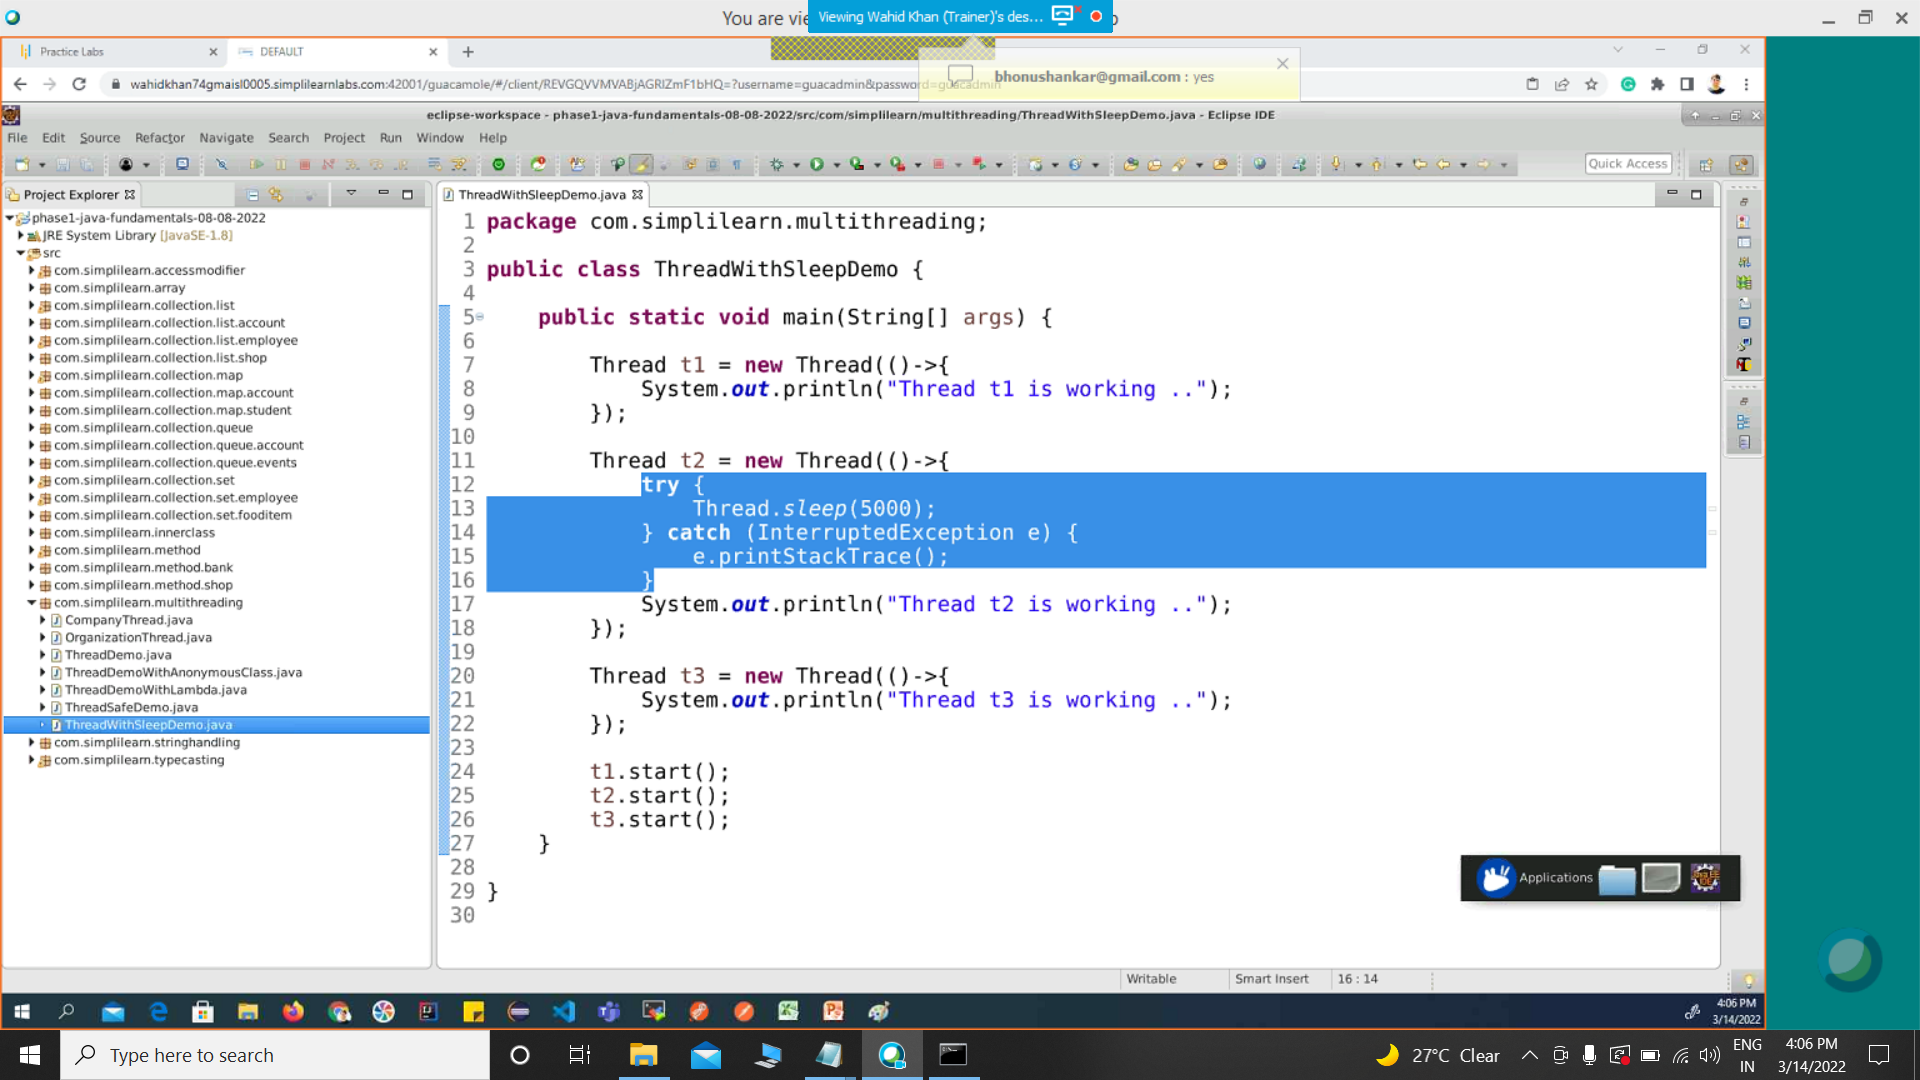 You are vie
Viewing Wahid Khan (Trainer)'s des...
Practice Labs
DEFAULT
bhonushankar@gmail.com : yes
wahidkhan74gmaisl0005.simplilearnlabs.com:42001/guacamole/#/client/REVGQVVMVABjAGRlZmF1bHQ=?username=guacadmin&password=guacadmin
eclipse-workspace - phase1-java-fundamentals-08-08-2022/src/com/simplilearn/multithreading/ThreadWithSleepDemo.java - Eclipse IDE
File Edit Source Refactor Navigate Search Project Run Window Help
Quick Access
Project Explorer
phase1-java-fundamentals-08-08-2022
JRE System Library [JavaSE-1.8]
src
com.simplilearn.accessmodifier
com.simplilearn.array
com.simplilearn.collection.list
com.simplilearn.collection.list.account
com.simplilearn.collection.list.employee
com.simplilearn.collection.list.shop
com.simplilearn.collection.map
com.simplilearn.collection.map.account
com.simplilearn.collection.map.student
com.simplilearn.collection.queue
com.simplilearn.collection.queue.account
com.simplilearn.collection.queue.events
com.simplilearn.collection.set
com.simplilearn.collection.set.employee
com.simplilearn.collection.set.fooditem
com.simplilearn.innerclass
com.simplilearn.method
com.simplilearn.method.bank
com.simplilearn.method.shop
com.simplilearn.multithreading
CompanyThread.java
OrganizationThread.java
ThreadDemo.java
ThreadDemoWithAnonymousClass.java
ThreadDemoWithLambda.java
ThreadSafeDemo.java
ThreadWithSleepDemo.java
com.simplilearn.stringhandling
com.simplilearn.typecasting
ThreadWithSleepDemo.java
1 package com.simplilearn.multithreading;
2
3 public class ThreadWithSleepDemo {
4
5 public static void main(String[] args) {
6
7 Thread t1 = new Thread(()->{
8 System.out.println("Thread t1 is working ..");
9 });
10
11 Thread t2 = new Thread(()->{
12 try {
13 Thread.sleep(5000);
14 } catch (InterruptedException e) {
15 e.printStackTrace();
16 }
17 System.out.println("Thread t2 is working ..");
18 });
19
20 Thread t3 = new Thread(()->{
21 System.out.println("Thread t3 is working ..");
22 });
23
24 t1.start();
25 t2.start();
26 t3.start();
27 }
28
29 }
30
Applications
Writable
Smart Insert
16 : 14
4:06 PM
3/14/2022
Type here to search
27°C Clear
ENG
IN
4:06 PM
3/14/2022